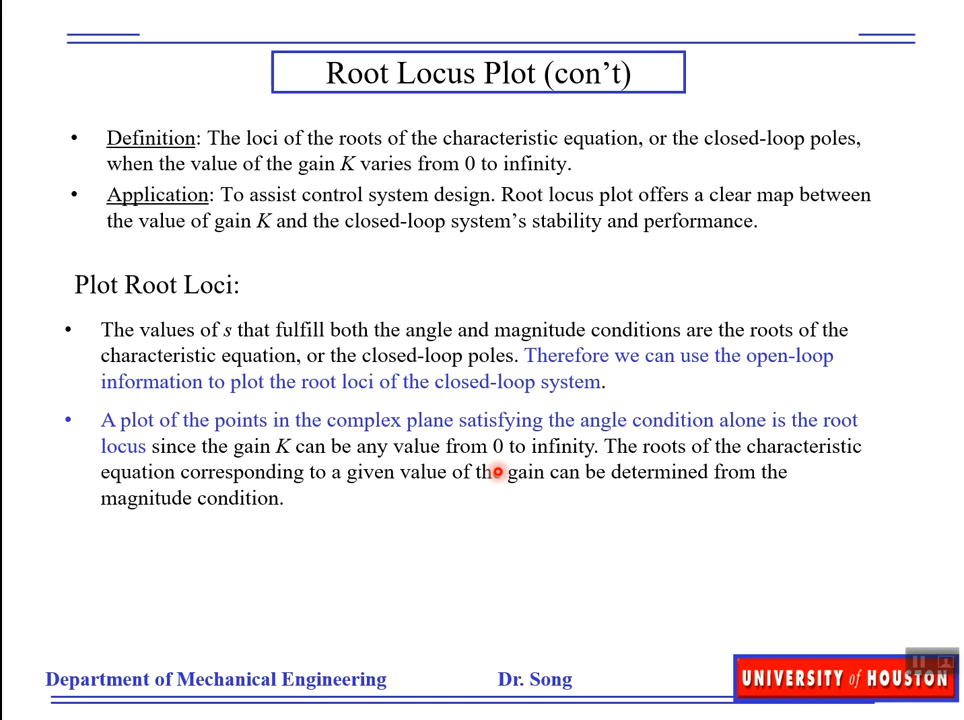 Root Locus Plot (con’t)
• Definition: The loci of the roots of the characteristic equation, or the closed-loop poles,
when the value of the gain K varies from 0 to infinity.
• Application: To assist control system design. Root locus plot offers a clear map between
the value of gain K and the closed-loop system’s stability and performance.
Plot Root Loci:
• The values of s that fulfill both the angle and magnitude conditions are the roots of the
characteristic equation, or the closed-loop poles. Therefore we can use the open-loop
information to plot the root loci of the closed-loop system.
• A plot of the points in the complex plane satisfying the angle condition alone is the root
locus since the gain K can be any value from 0 to infinity. The roots of the characteristic
equation corresponding to a given value of the gain can be determined from the
magnitude condition.
Department of Mechanical Engineering
Dr. Song
UNIVERSITY of HOUSTON